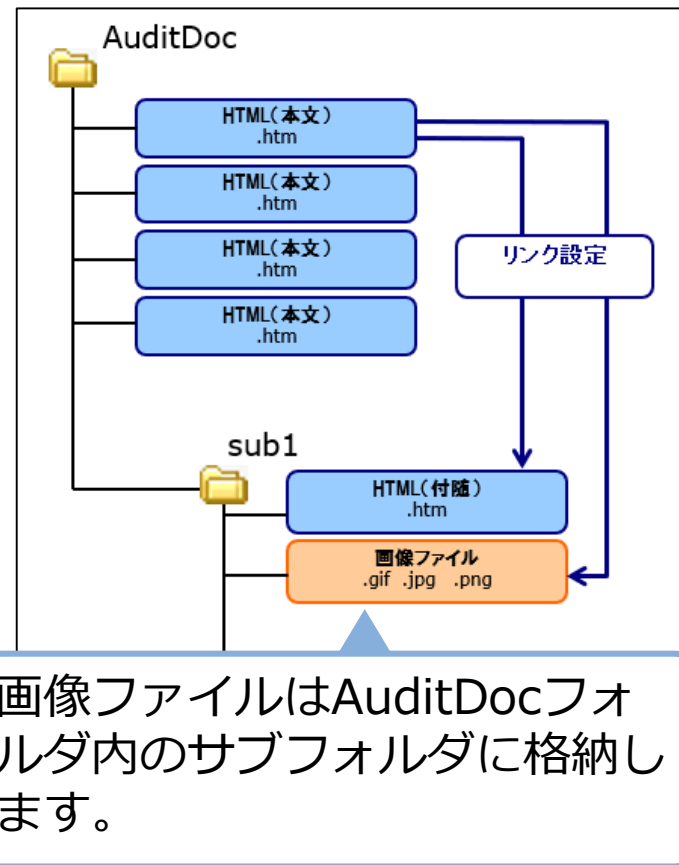 AuditDoc
HTML(本文)
.htm
HTML(本文)
.htm
HTML(本文)
.htm
HTML(本文)
.htm
リンク設定
sub1
HTML(付随)
.htm
画像ファイル
.gif .jpg .png
画像ファイルはAuditDocフォ
ルダ内のサブフォルダに格納し
ます。